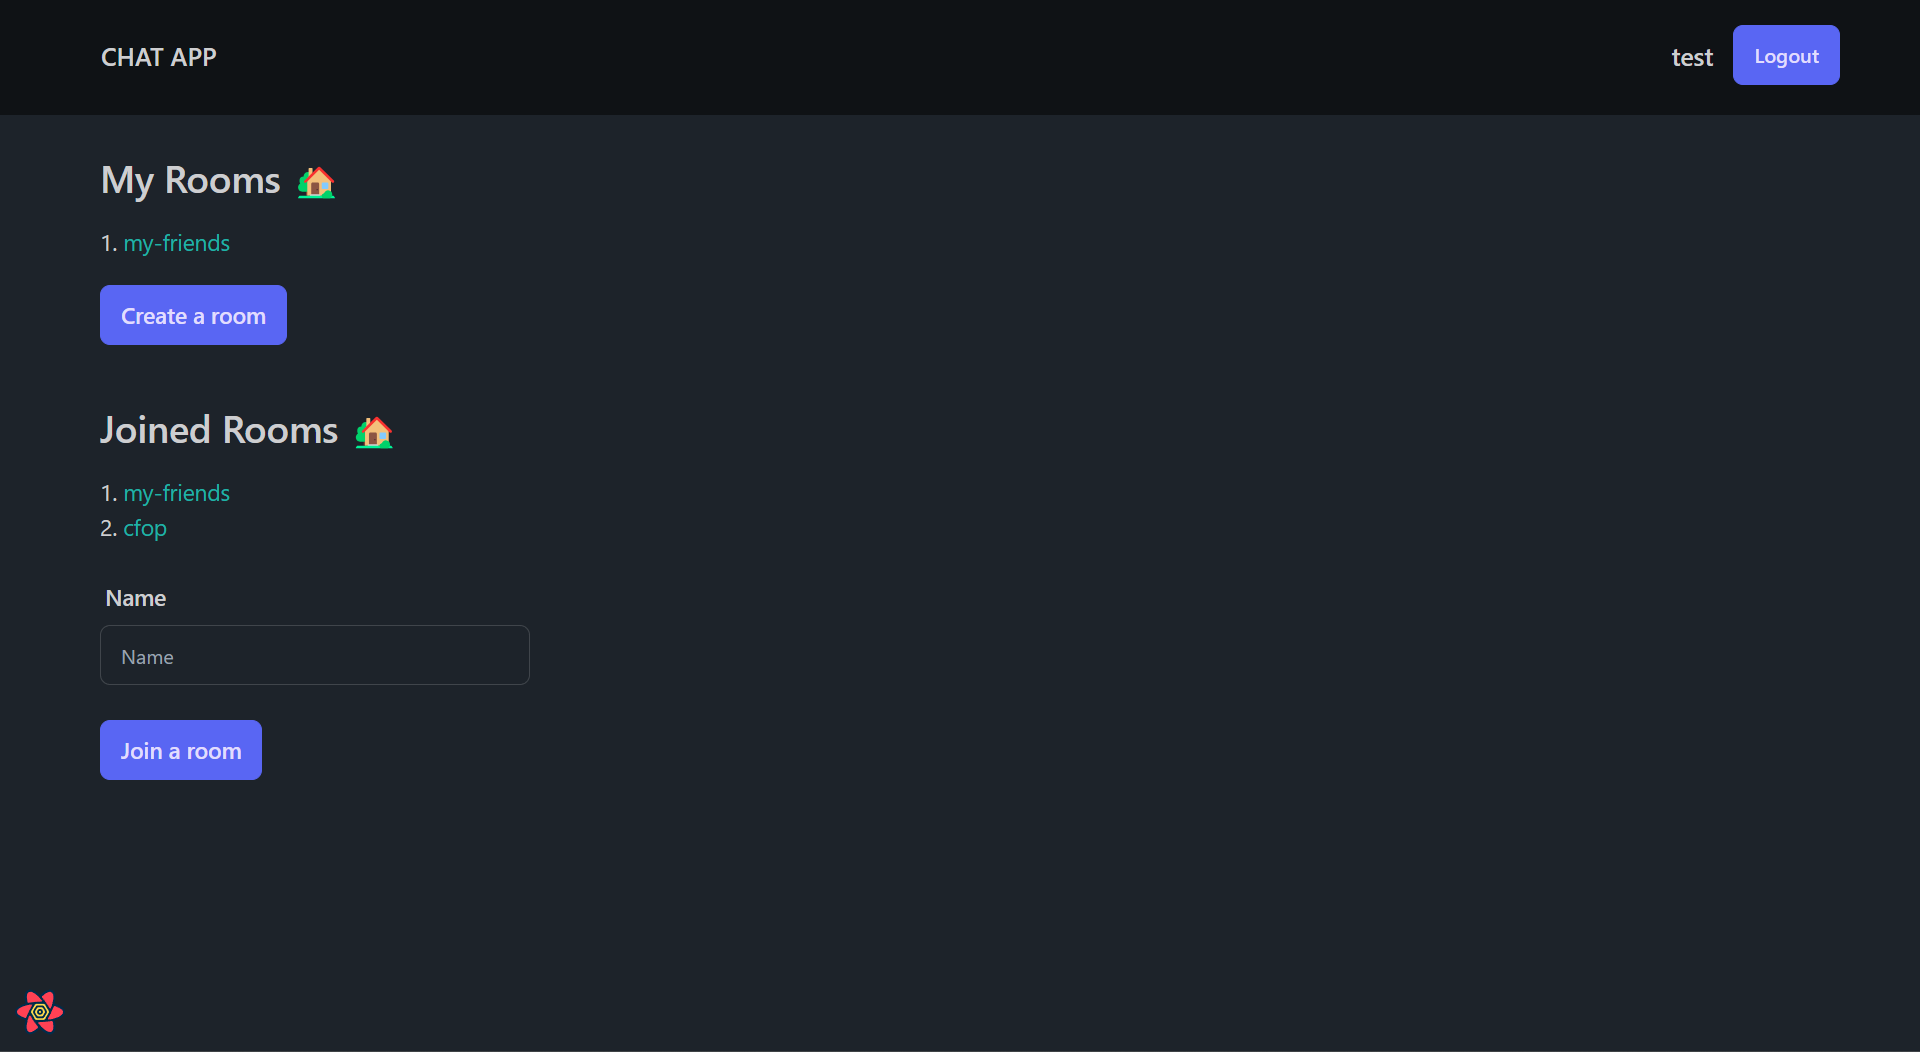 CHAT APP
test
Logout
My Rooms
1. my-friends
Create a room
Joined Rooms
1. my-friends
2. cfop
Name
Name
Join a room